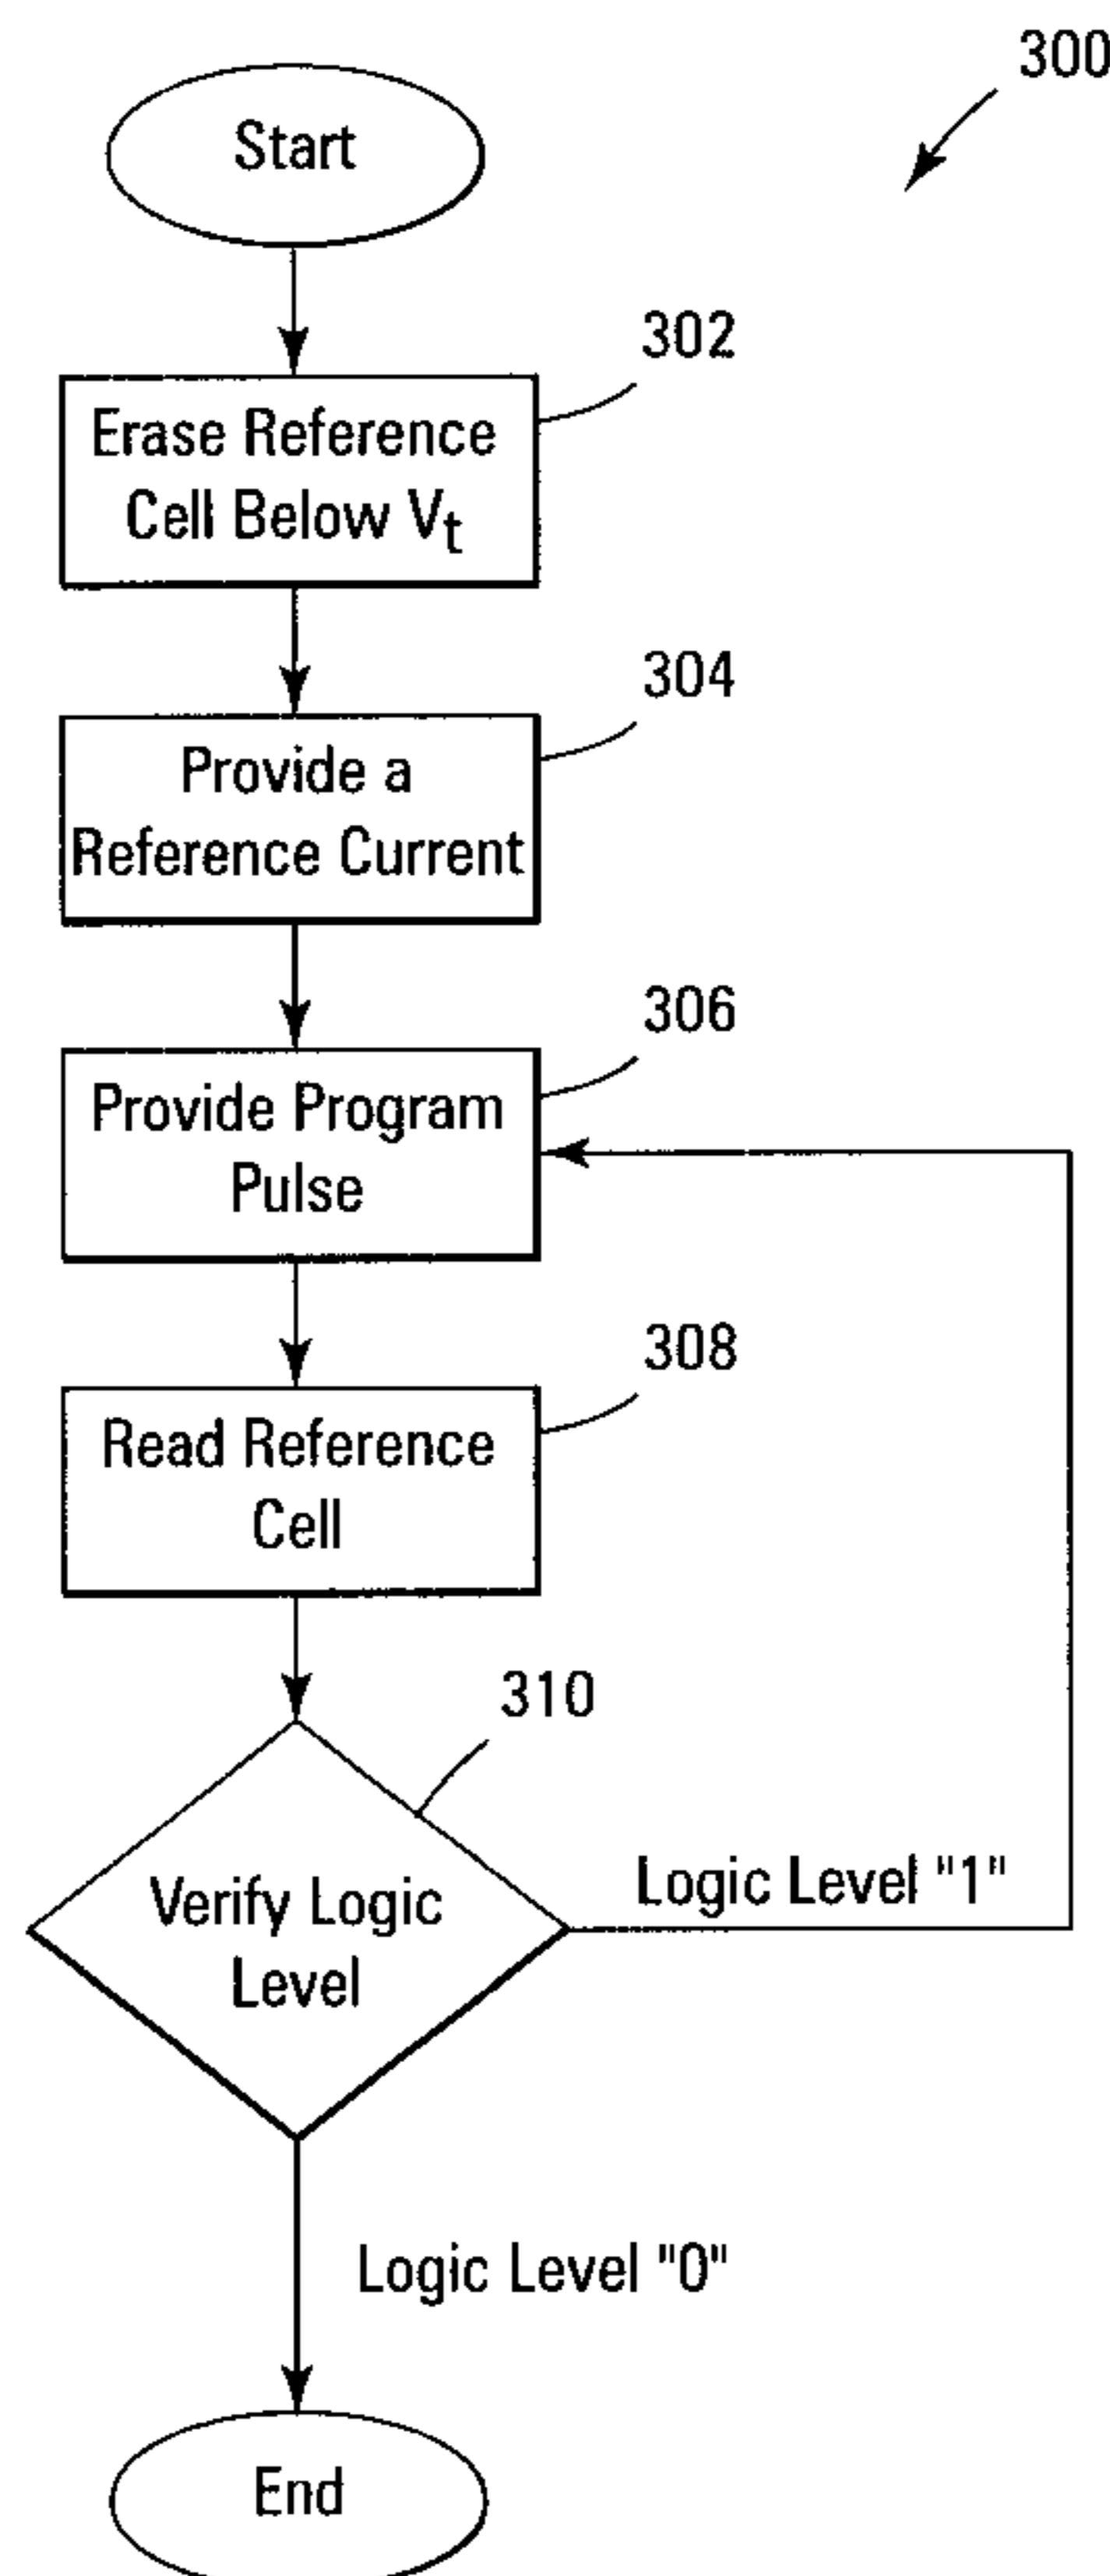 300
Start
302
Erase Reference
Cell Below Vt
304
Provide a
Reference Current
306
Provide Program
Pulse
308
Read Reference
Cell
310
Verify Logic
Level
Logic Level "1"
Logic Level "0"
End